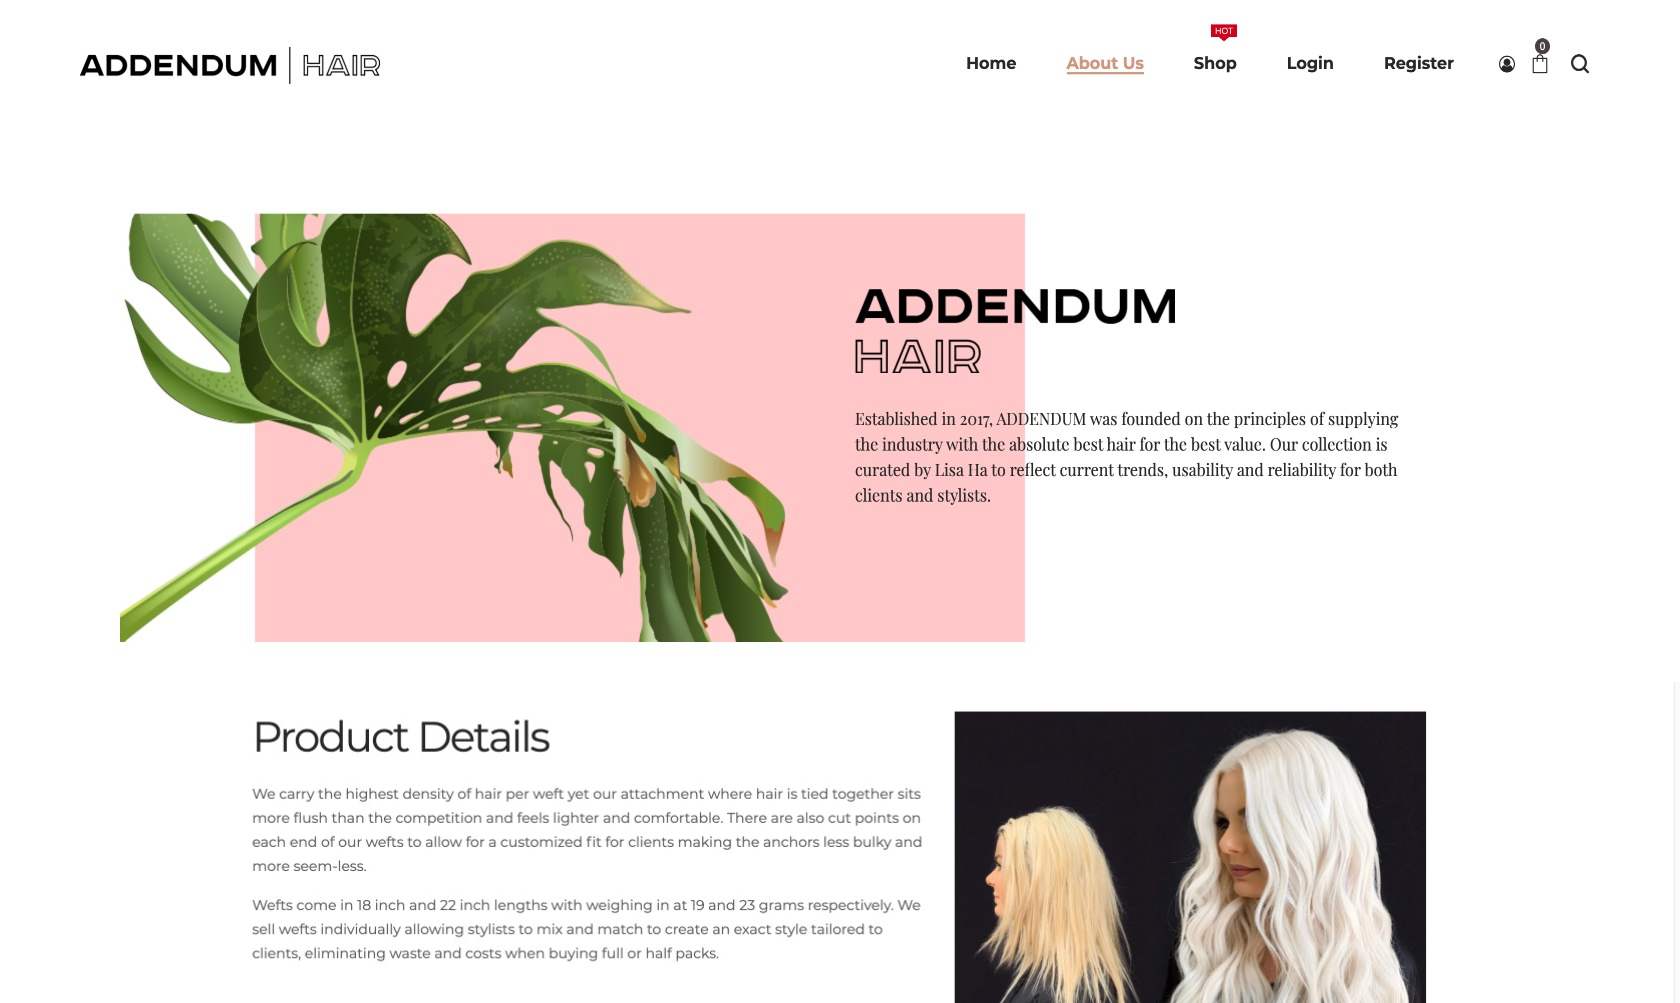 ADDENDUM | HAIR
HOT
Home About Us Shop Login Register 0
ADDENDUM
HAIR
Established in 2017, ADDENDUM was founded on the principles of supplying
the industry with the absolute best hair for the best value. Our collection is
curated by Lisa Ha to reflect current trends, usability and reliability for both
clients and stylists.
Product Details
We carry the highest density of hair per weft yet our attachment where hair is tied together sits
more flush than the competition and feels lighter and comfortable. There are also cut points on
each end of our wefts to allow for a customized fit for clients making the anchors less bulky and
more seem-less.
Wefts come in 18 inch and 22 inch lengths with weighing in at 19 and 23 grams respectively. We
sell wefts individually allowing stylists to mix and match to create an exact style tailored to
clients, eliminating waste and costs when buying full or half packs.